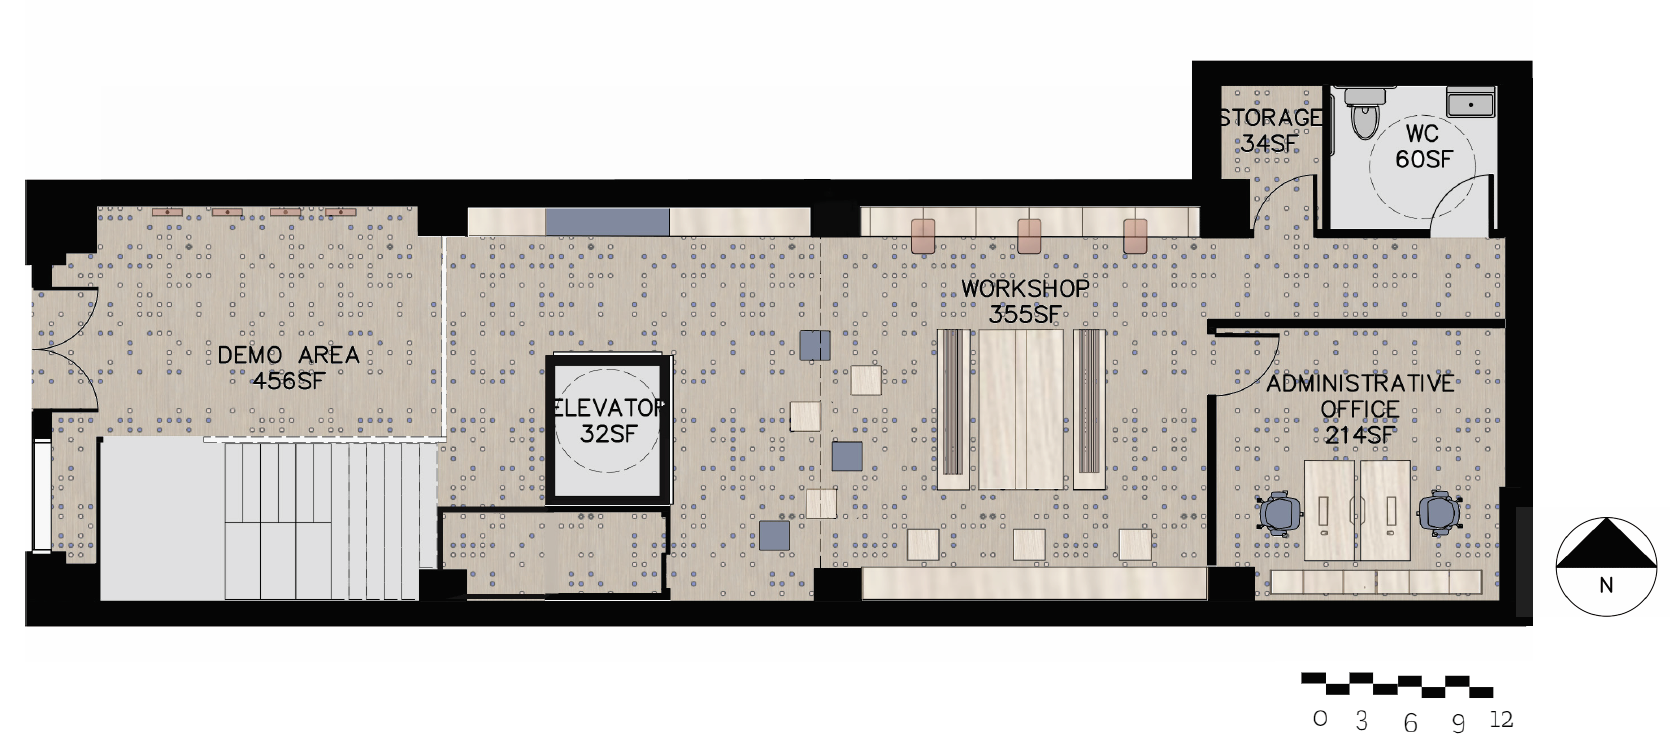 STORAGE
34SF
WC
60SF
WORKSHOP
355SF
DEMO AREA
456SF
ELEVATOR
32SF
ADMINISTRATIVE
OFFICE
214SF
N
0 3 6 9 12